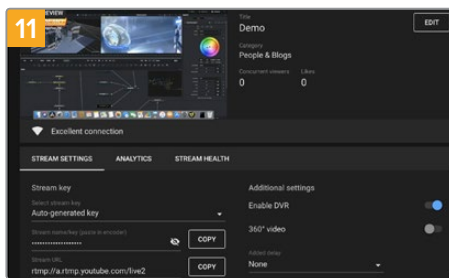 11
PREVIEW
Title
Demo
EDIT
Category
People & Blogs
Concurrent viewers
Likes
0
0
Excellent connection
STREAM SETTINGS
ANALYTICS
STREAM HEALTH
Stream key
Additional settings
Select stream key
Auto-generated key
Enable DVR
Stream name/key (paste in encoder)
COPY
360° video
Stream URL
rtmp://a.rtmp.youtube.com/live2
COPY
Added delay
None